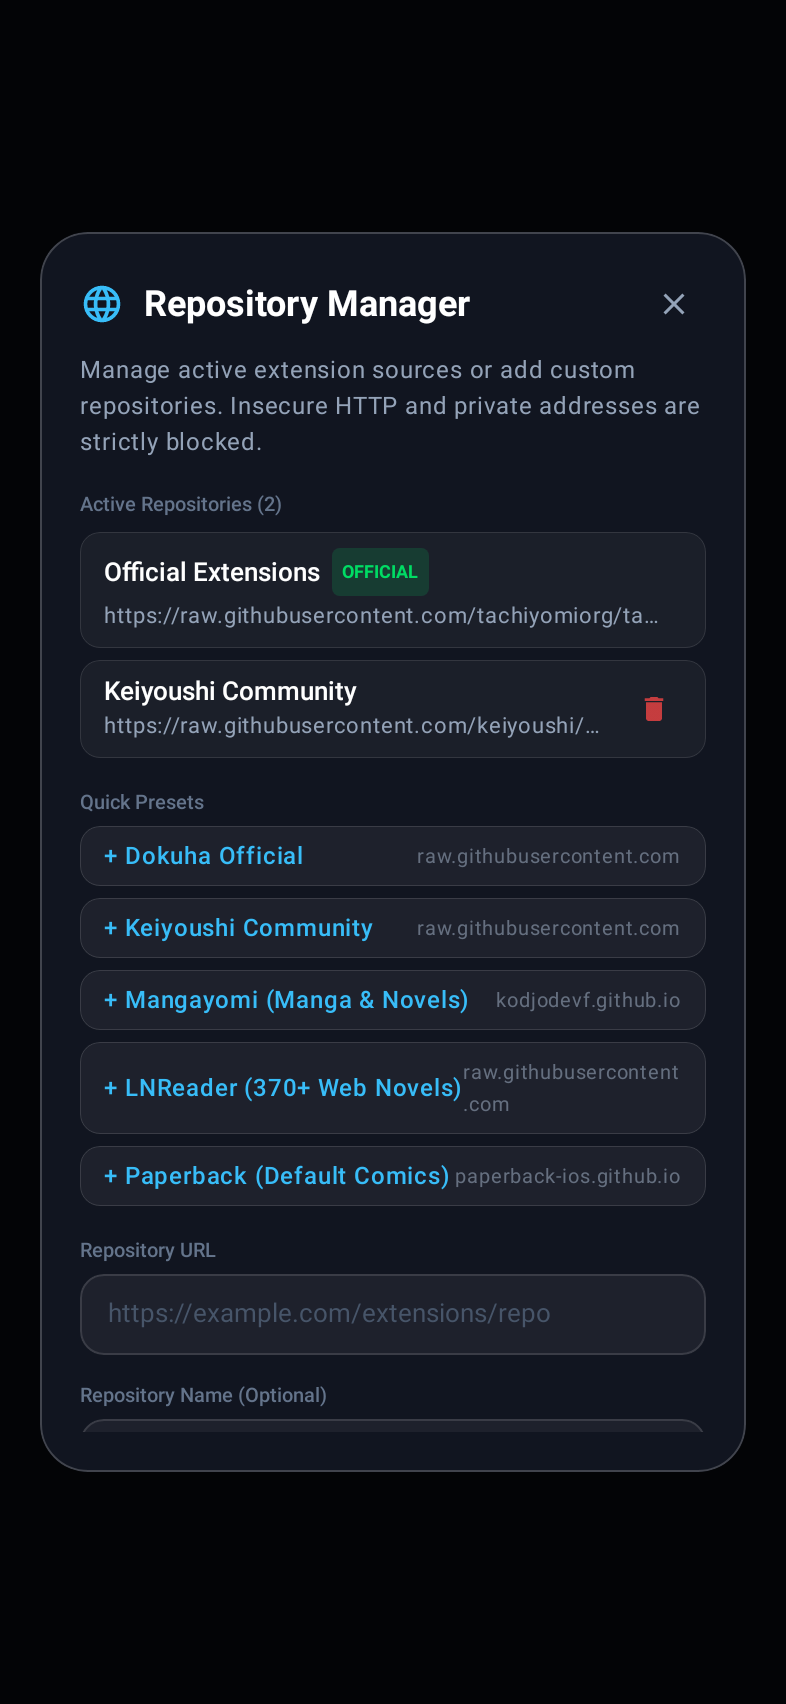 Repository Manager
Manage active extension sources or add custom
repositories. Insecure HTTP and private addresses are
strictly blocked.
Active Repositories (2)
Official Extensions OFFICIAL
https://raw.githubusercontent.com/tachiyomiorg/ta…
Keiyoushi Community
https://raw.githubusercontent.com/keiyoushi/…
Quick Presets
+ Dokuha Official raw.githubusercontent.com
+ Keiyoushi Community raw.githubusercontent.com
+ Mangayomi (Manga & Novels) kodjodevf.github.io
+ LNReader (370+ Web Novels) raw.githubusercontent
.com
+ Paperback (Default Comics) paperback-ios.github.io
Repository URL
https://example.com/extensions/repo
Repository Name (Optional)